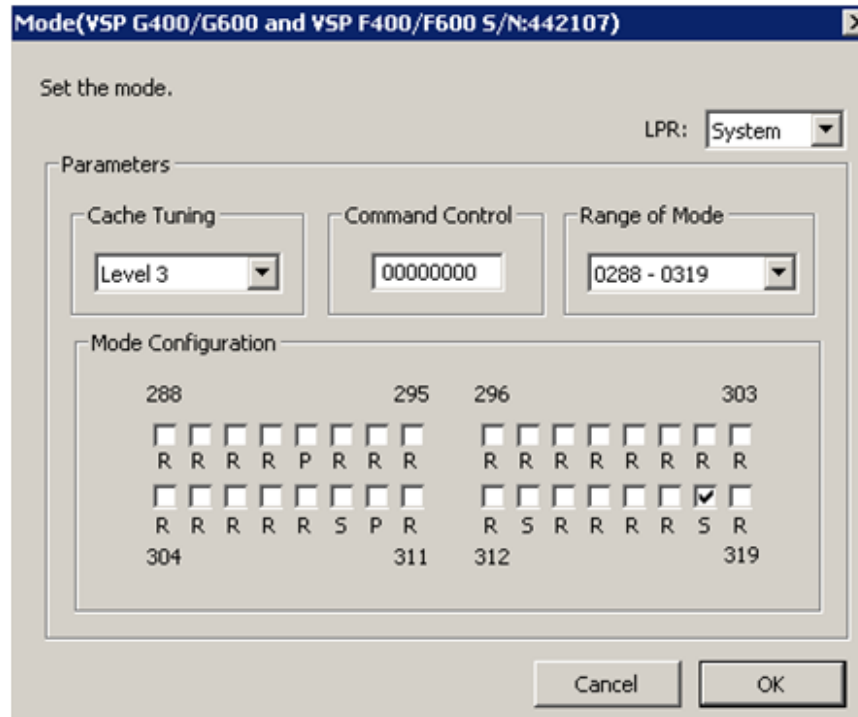 Mode(VSP G400/G600 and VSP F400/F600 S/N:442107)
Set the mode.
LPR: System
Parameters
Cache Tuning Command Control Range of Mode
Level 3 00000000 0288 - 0319
Mode Configuration
288 295 296 303
R R R R P R R R R R R R R R R R
R R R R R S P R R S R R R R S R
304 311 312 319
Cancel OK